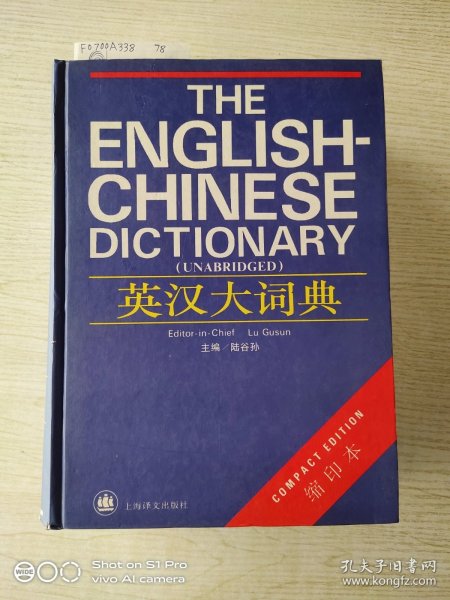 F0700A338 78
THE
ENGLISH-
CHINESE
DICTIONARY
(UNABRIDGED)
英汉大词典
Editor-in-Chief Lu Gusun
主编／陆谷孙
COMPACT EDITION
缩印本
上海译文出版社
WIDE
Shot on S1 Pro
vivo AI camera
孔夫子旧书网
www.kongfz.com